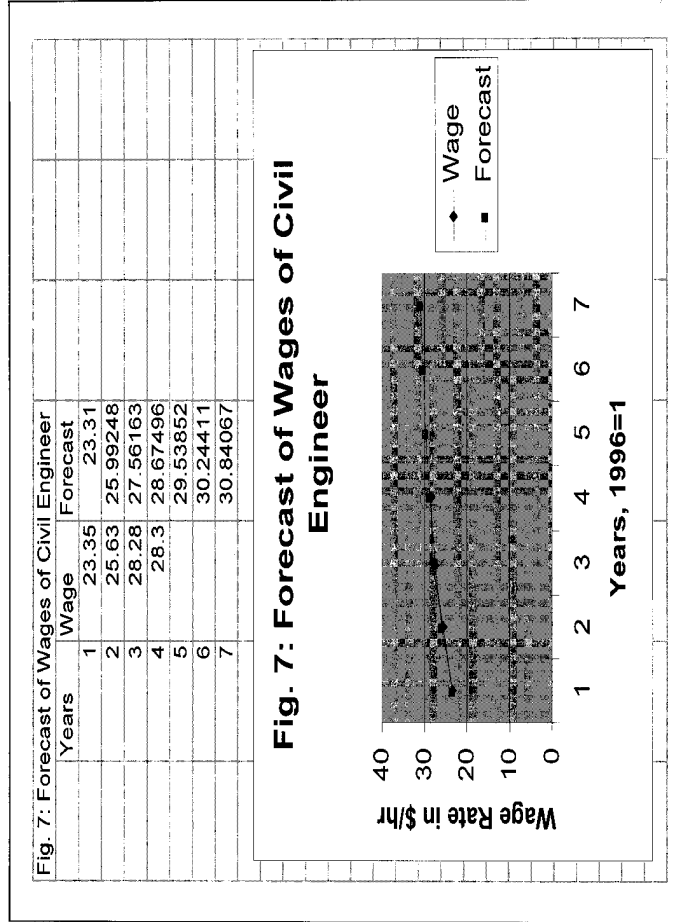 Fig. 7: Forecast of Wages of Civil Engineer
Years Wage Forecast
1 23.35 23.31
2 25.63 25.99248
3 28.28 27.56163
4 28.3 28.67496
5 29.53852
6 30.24411
7 30.84067
Fig. 7: Forecast of Wages of Civil
Engineer
Wage Rate in $/hr
40
30
20
10
0
1 2 3 4 5 6 7
Years, 1996=1
Wage
Forecast